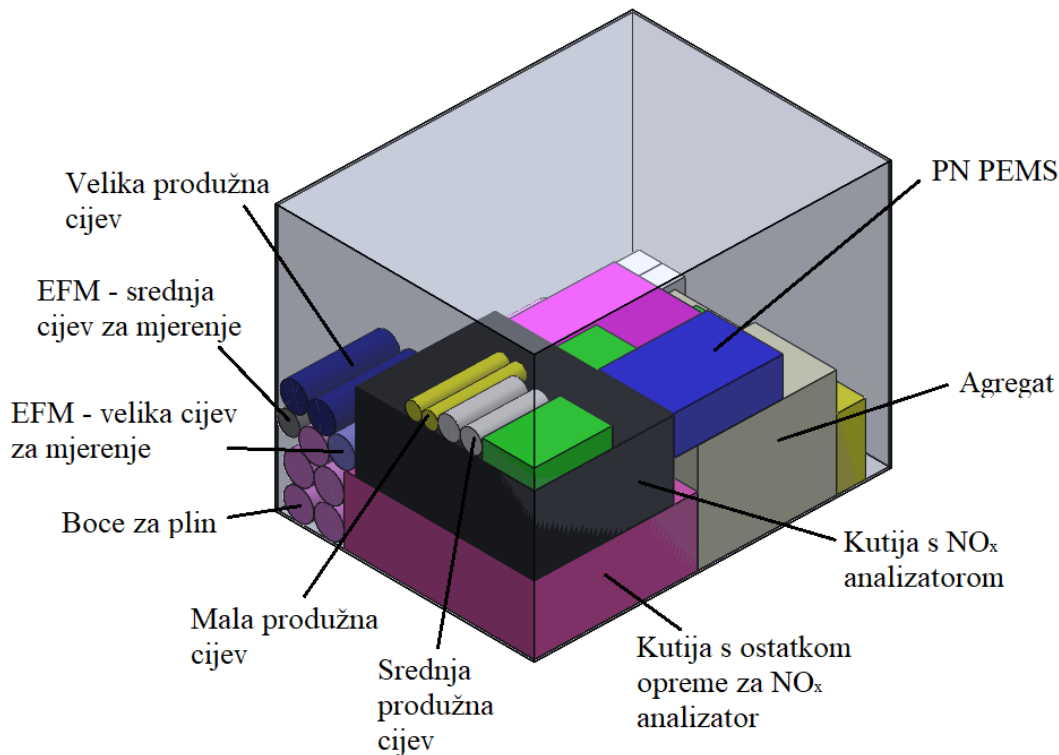 Velika produžna
cijev
PN PEMS
EFM - srednja
cijev za mjerenje
Agregat
EFM - velika cijev
za mjerenje
Boce za plin
Kutija s NOx
analizatorom
Mala produžna
cijev
Srednja
produžna
cijev
Kutija s ostatkom
opreme za NOx
analizator